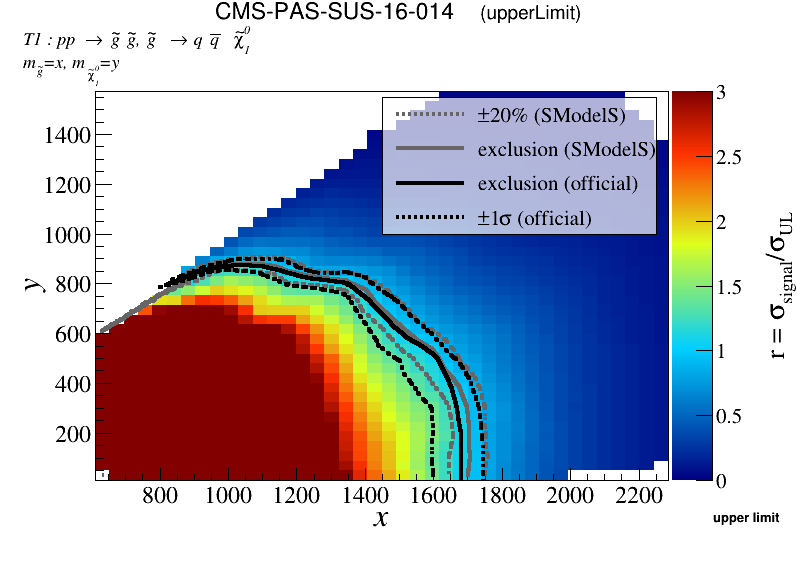 CMS-PAS-SUS-16-014 (upperLimit)
T1 : pp → g̃ g̃, g̃ → q q̅ χ̃₁⁰
m_g̃=x, m_χ̃₁⁰=y
±20% (SModelS)
exclusion (SModelS)
exclusion (official)
±1σ (official)
1400
1200
1000
800
600
400
200
y
800 1000 1200 1400 1600 1800 2000 2200
x
3
2.5
2
1.5
1
0.5
0
r = σ_signal/σ_UL
upper limit